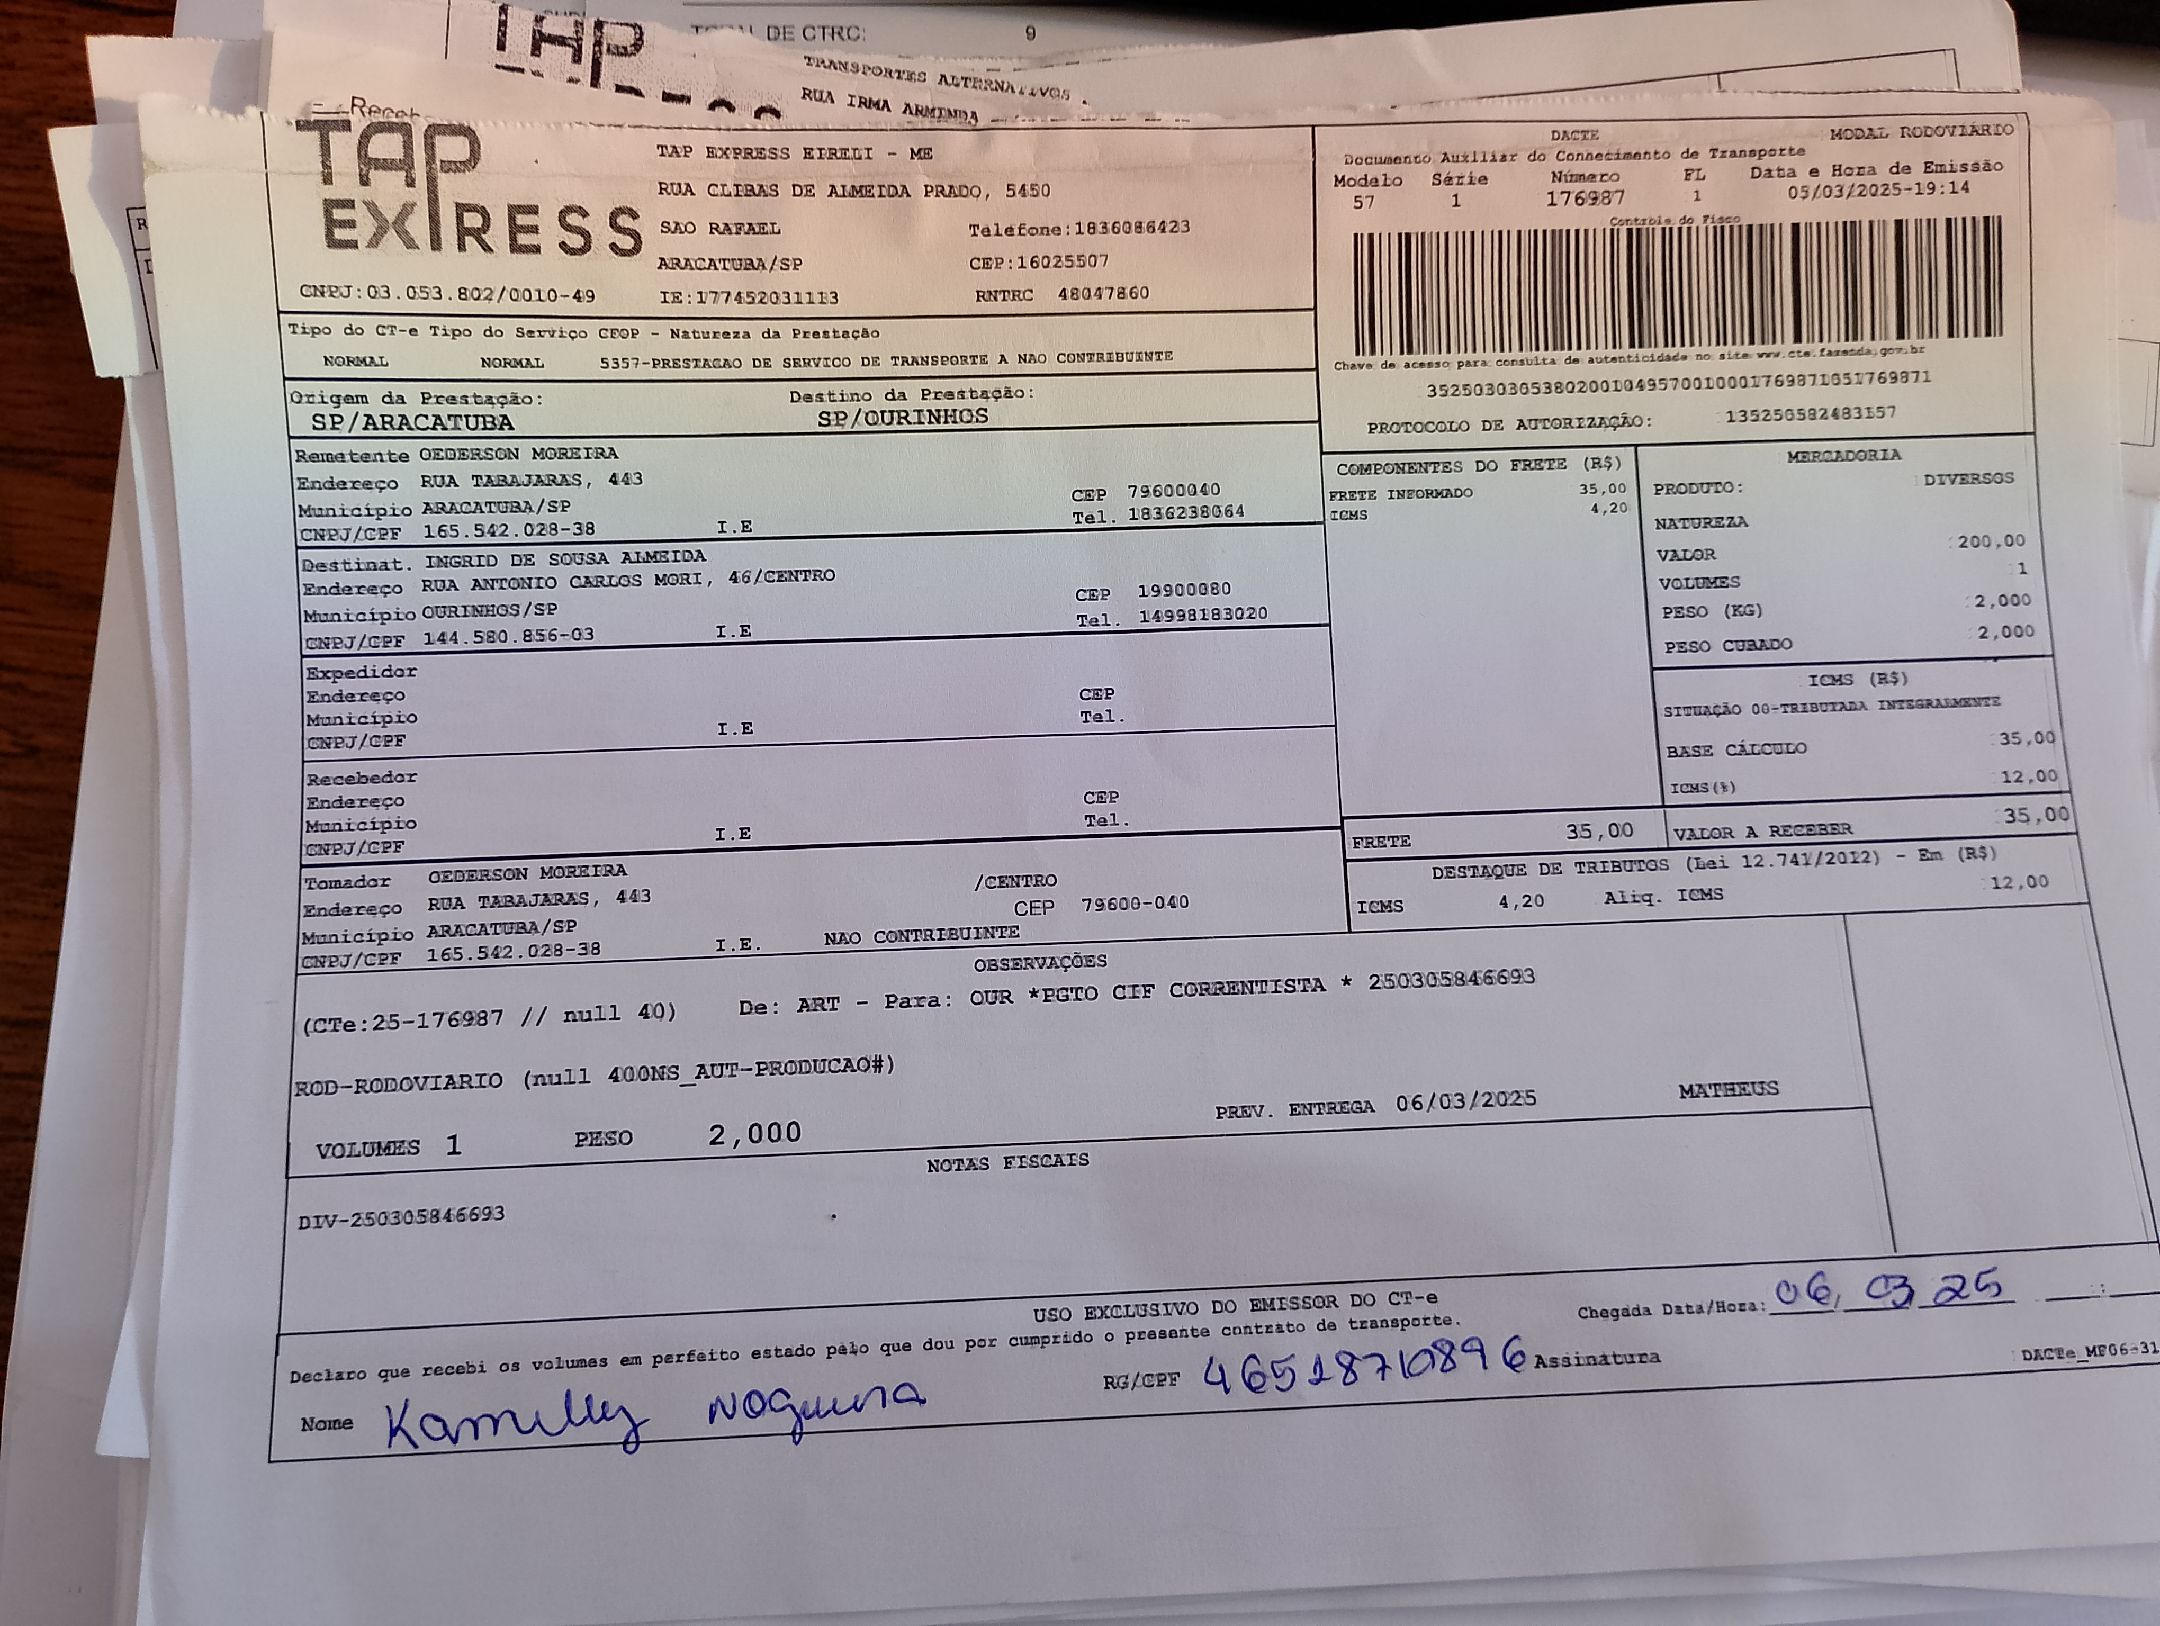 TOTAL DE CTRC: 9
TAP
TRANSPORTES ALTERNATIVOS
RUA IRMA ARMINDA
TAP
EXPRESS
TAP EXPRESS EIRELI - ME
RUA CLIBAS DE ALMEIDA PRADO, 5450
SAO RAFAEL Telefone:1836086423
ARACATUBA/SP CEP:16025507
CNPJ:03.053.802/0010-49 IE:177452031113 RNTRC 48047860
DACTE MODAL RODOVIÁRIO
Documento Auxiliar do Conhecimento de Transporte
Modelo Série Número FL Data e Hora de Emissão
57 1 176987 1 05/03/2025-19:14
Controle do Fisco
Chave de acesso para consulta de autenticidade no site www.cte.fazenda.gov.br
35250303053802001049570010001769871051769871
PROTOCOLO DE AUTORIZAÇÃO: 135250582483157
Tipo do CT-e Tipo do Serviço CFOP - Natureza da Prestação
NORMAL NORMAL 5357-PRESTACAO DE SERVICO DE TRANSPORTE A NAO CONTRIBUINTE
Origem da Prestação: Destino da Prestação:
SP/ARACATUBA SP/OURINHOS
Remetente OEDERSON MOREIRA
Endereço RUA TABAJARAS, 443 CEP 79600040
Município ARACATUBA/SP Tel. 1836238064
CNPJ/CPF 165.542.028-38 I.E
Destinat. INGRID DE SOUSA ALMEIDA
Endereço RUA ANTONIO CARLOS MORI, 46/CENTRO CEP 19900080
Município OURINHOS/SP Tel. 14998183020
CNPJ/CPF 144.580.856-03 I.E
Expedidor
Endereço CEP
Município Tel.
CNPJ/CPF I.E
Recebedor
Endereço CEP
Município Tel.
CNPJ/CPF I.E
Tomador OEDERSON MOREIRA /CENTRO
Endereço RUA TABAJARAS, 443 CEP 79600-040
Município ARACATUBA/SP
CNPJ/CPF 165.542.028-38 I.E. NAO CONTRIBUINTE
COMPONENTES DO FRETE (R$)
FRETE INFORMADO 35,00
ICMS 4,20
MERCADORIA
PRODUTO: DIVERSOS
NATUREZA
VALOR 200,00
VOLUMES 1
PESO (KG) 2,000
PESO CUBADO 2,000
ICMS (R$)
SITUAÇÃO 00-TRIBUTADA INTEGRALMENTE
BASE CÁLCULO 35,00
ICMS(%) 12,00
FRETE 35,00 VALOR A RECEBER 35,00
DESTAQUE DE TRIBUTOS (Lei 12.741/2012) - Em (R$)
ICMS 4,20 Aliq. ICMS 12,00
OBSERVAÇÕES
(CTe:25-176987 // null 40) De: ART - Para: OUR *PGTO CIF CORRENTISTA * 250305846693
ROD-RODOVIARIO (null 400NS_AUT-PRODUCAO#)
VOLUMES 1 PESO 2,000 PREV. ENTREGA 06/03/2025 MATHEUS
NOTAS FISCAIS
DIV-250305846693
USO EXCLUSIVO DO EMISSOR DO CT-e
Declaro que recebi os volumes em perfeito estado pelo que dou por cumprido o presente contrato de transporte.
Chegada Data/Hora: 06/03/25 :
Nome Kamilly Nogueira RG/CPF 46528710896 Assinatura
DACTe_MF06-31